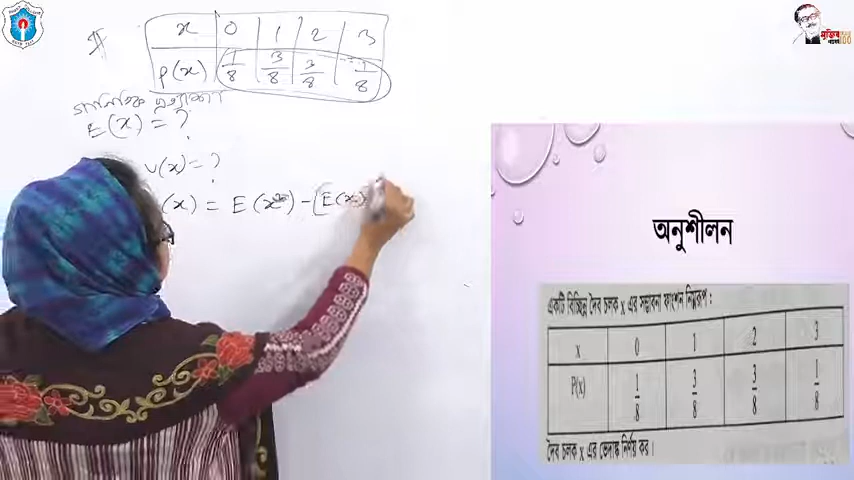 x 0 1 2 3
P(x) 1/8 3/8 3/8 1/8
গাণিতিক প্রত্যাশা
E(x) = ?
v(x) = ?
(x) = E(x²) - [E(x)
অনুশীলন
একটি বিচ্ছিন্ন দৈব চলক x এর সম্ভাবনা ফাংশন নিম্নরূপ :
x 0 1 2 3
P(x) 1/8 3/8 3/8 1/8
দৈব চলক x এর ভেদাঙ্ক নির্ণয় কর।